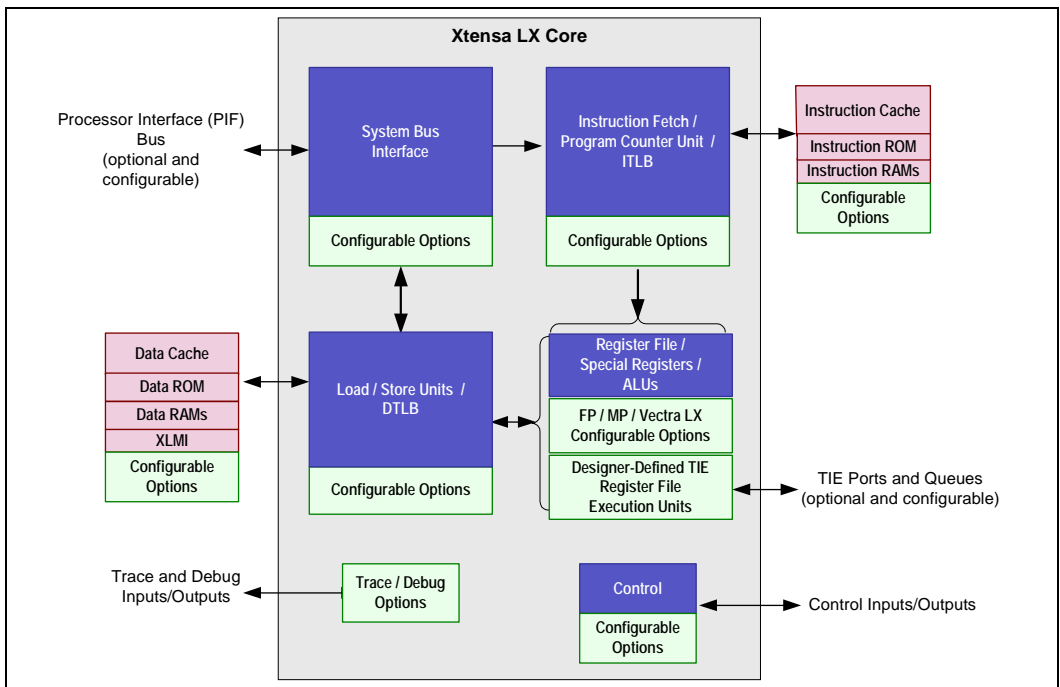 Xtensa LX Core
Processor Interface (PIF)
Bus
(optional and
configurable)
System Bus
Interface
Configurable Options
Instruction Fetch /
Program Counter Unit /
ITLB
Configurable Options
Instruction Cache
Instruction ROM
Instruction RAMs
Configurable
Options
Data Cache
Data ROM
Data RAMs
XLMI
Configurable
Options
Load / Store Units /
DTLB
Configurable Options
Register File /
Special Registers /
ALUs
FP / MP / Vectra LX
Configurable Options
Designer-Defined TIE
Register File
Execution Units
TIE Ports and Queues
(optional and configurable)
Trace and Debug
Inputs/Outputs
Trace / Debug
Options
Control
Configurable
Options
Control Inputs/Outputs